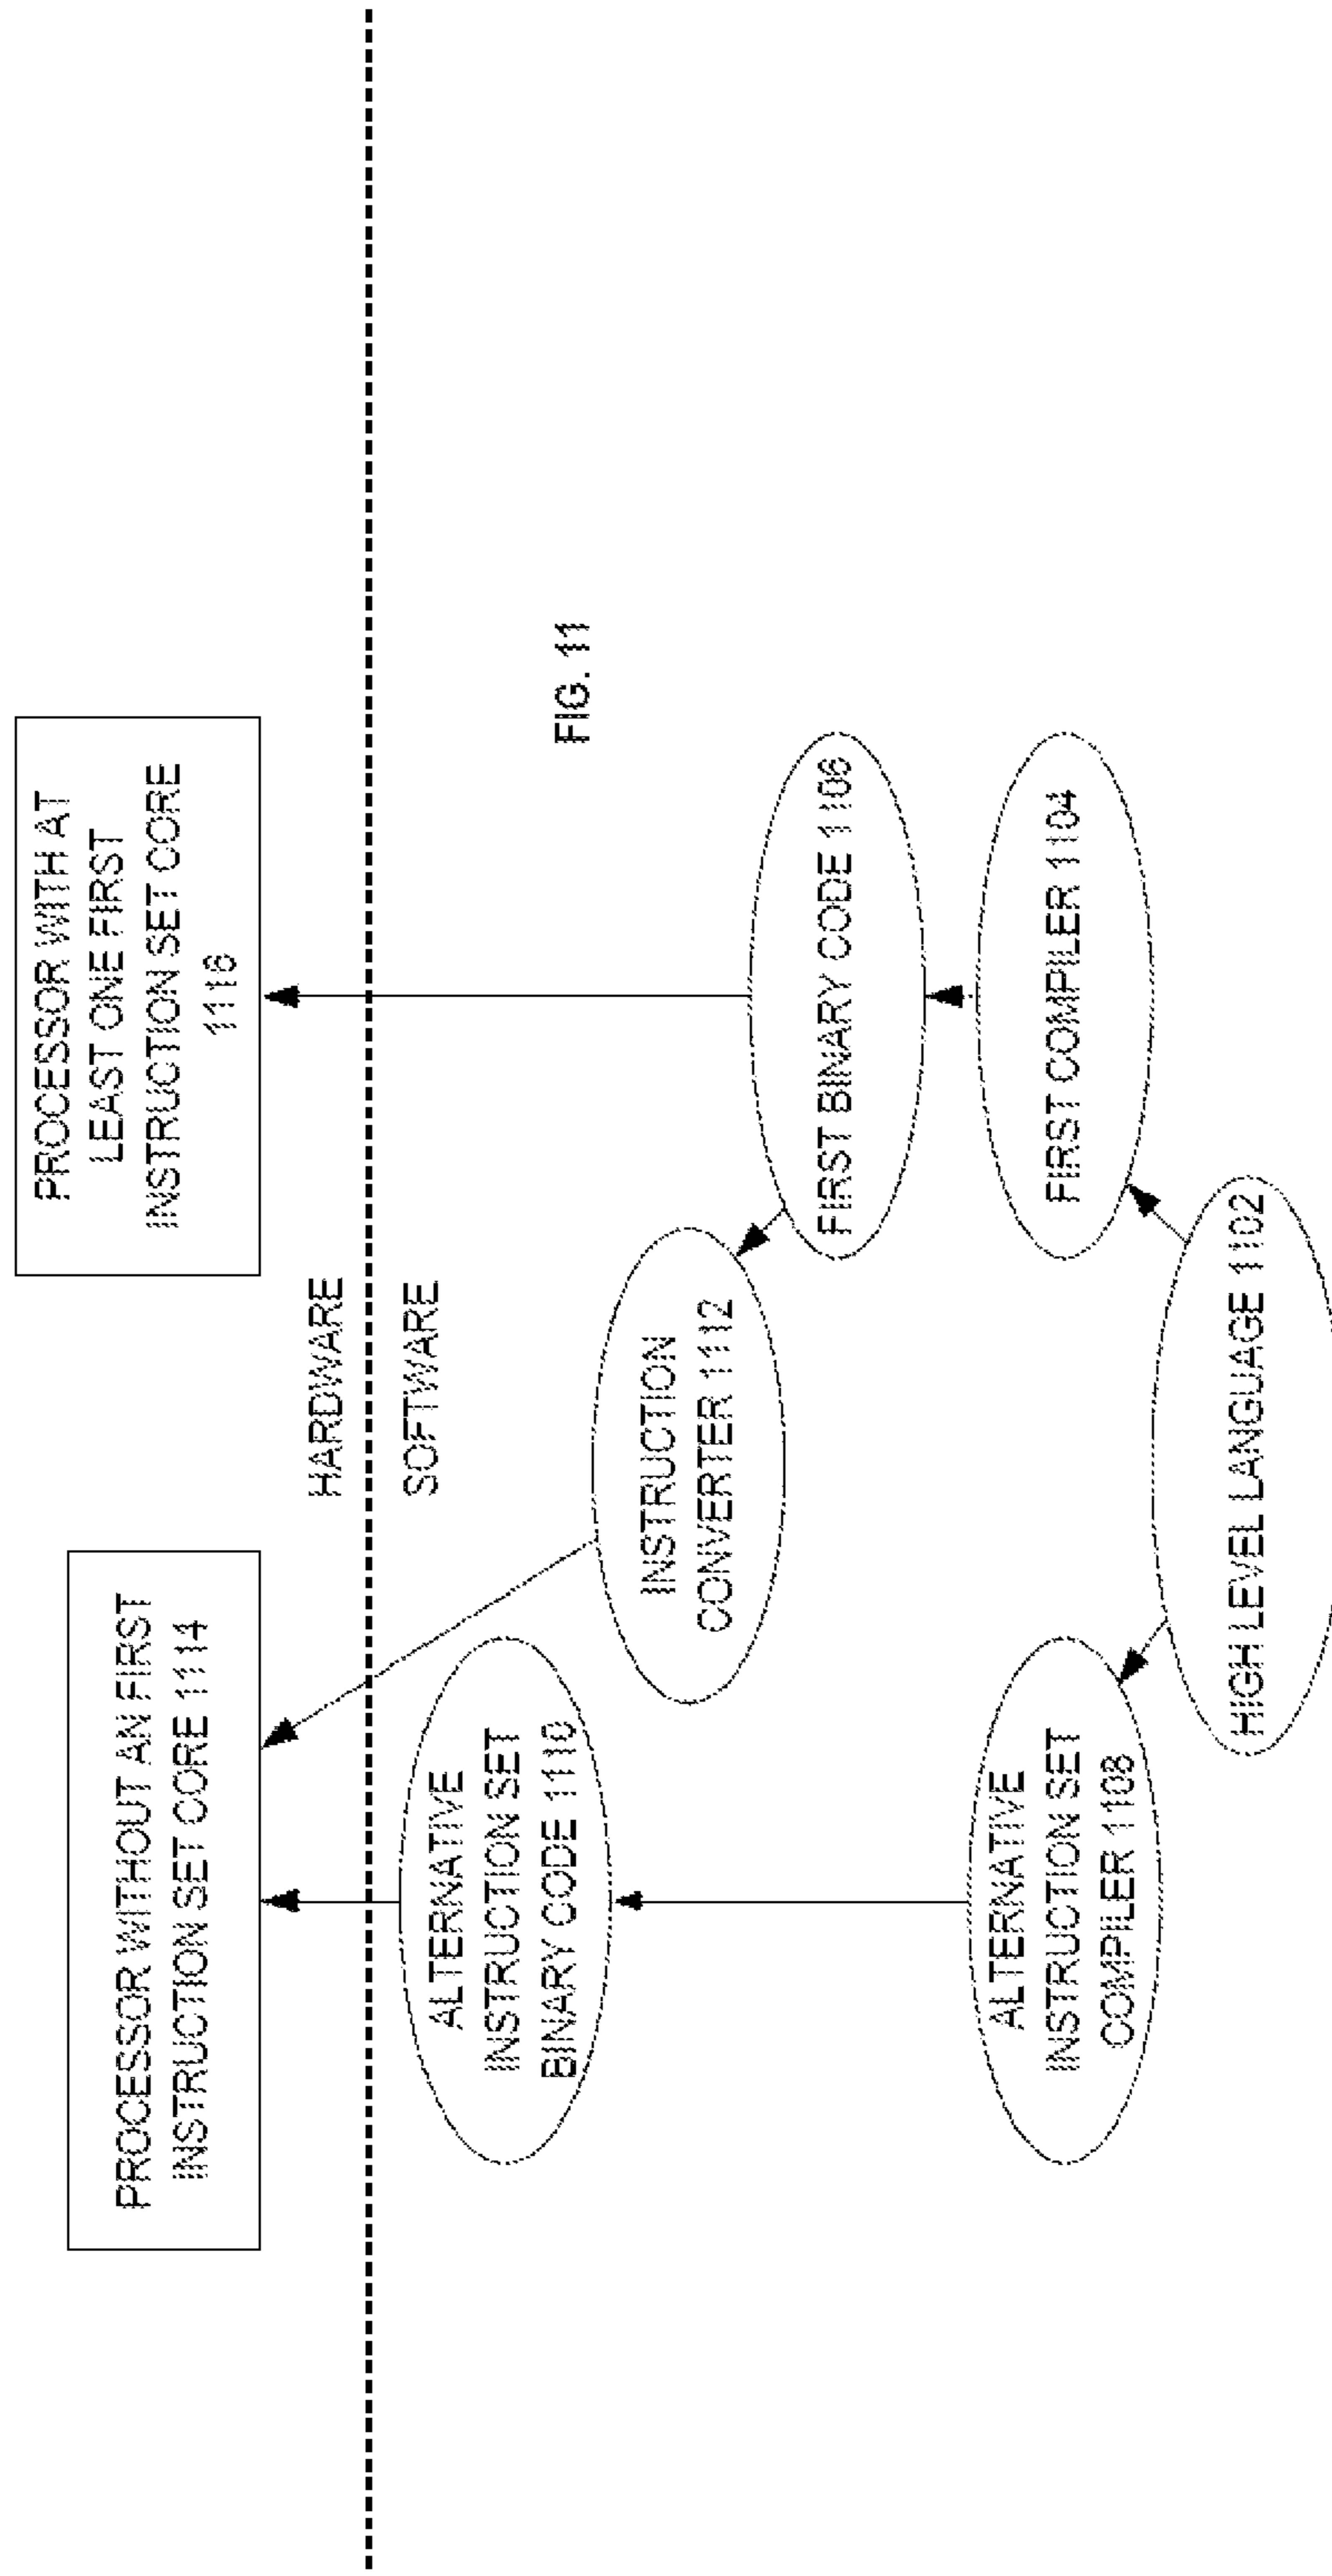 PROCESSOR WITHOUT AN FIRST
INSTRUCTION SET CORE 1114
PROCESSOR WITH AT
LEAST ONE FIRST
INSTRUCTION SET CORE
1116
HARDWARE
SOFTWARE
ALTERNATIVE
INSTRUCTION SET
BINARY CODE 1110
INSTRUCTION
CONVERTER 1112
FIG. 11
FIRST BINARY CODE 1106
ALTERNATIVE
INSTRUCTION SET
COMPILER 1108
FIRST COMPILER 1104
HIGH LEVEL LANGUAGE 1102